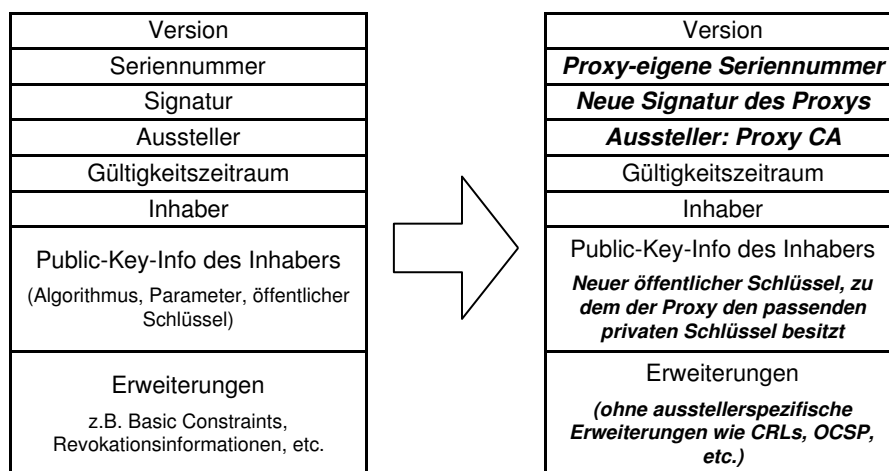 Version
Seriennummer
Signatur
Aussteller
Gültigkeitszeitraum
Inhaber
Public-Key-Info des Inhabers
(Algorithmus, Parameter, öffentlicher
Schlüssel)
Erweiterungen
z.B. Basic Constraints,
Revokationsinformationen, etc.
Version
Proxy-eigene Seriennummer
Neue Signatur des Proxys
Aussteller: Proxy CA
Gültigkeitszeitraum
Inhaber
Public-Key-Info des Inhabers
Neuer öffentlicher Schlüssel, zu
dem der Proxy den passenden
privaten Schlüssel besitzt
Erweiterungen
(ohne ausstellerspezifische
Erweiterungen wie CRLs, OCSP,
etc.)